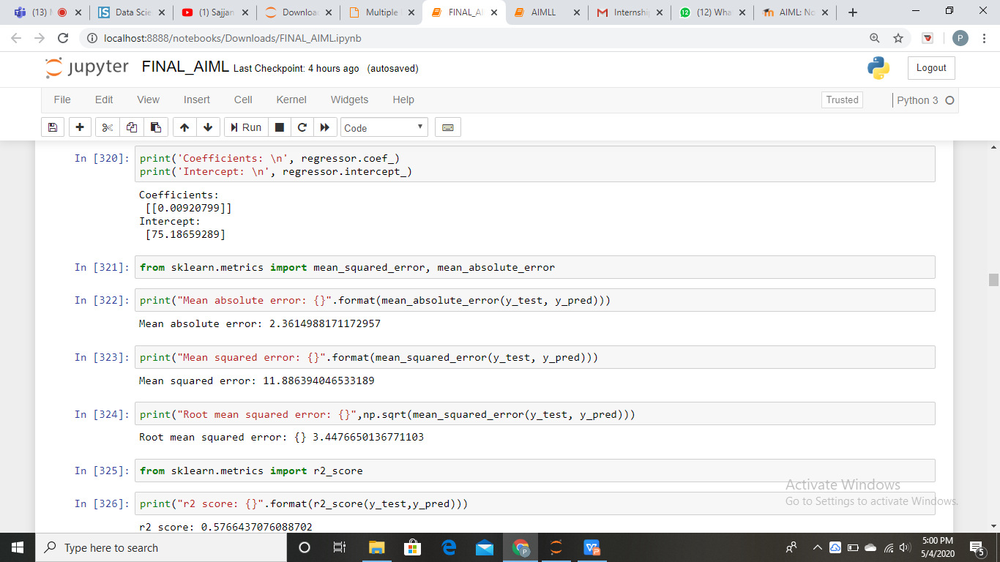 (13) M
Data Scie
(1) Sajjan
Downloa
Multiple
FINAL_A
AIMLL
Internshi
(12) Wha
AIML: No
localhost:8888/notebooks/Downloads/FINAL_AIML.ipynb
P
jupyter FINAL_AIML Last Checkpoint: 4 hours ago (autosaved)
Logout
File Edit View Insert Cell Kernel Widgets Help
Trusted
Python 3
Run
Code
In [320]: print('Coefficients: \n', regressor.coef_)
print('Intercept: \n', regressor.intercept_)
Coefficients:
[[0.00920799]]
Intercept:
[75.18659289]
In [321]: from sklearn.metrics import mean_squared_error, mean_absolute_error
In [322]: print("Mean absolute error: {}".format(mean_absolute_error(y_test, y_pred)))
Mean absolute error: 2.3614988171172957
In [323]: print("Mean squared error: {}".format(mean_squared_error(y_test, y_pred)))
Mean squared error: 11.886394046533189
In [324]: print("Root mean squared error: {}",np.sqrt(mean_squared_error(y_test, y_pred)))
Root mean squared error: {} 3.4476650136771103
In [325]: from sklearn.metrics import r2_score
In [326]: print("r2 score: {}".format(r2_score(y_test,y_pred)))
r2 score: 0.5766437076088702
Activate Windows
Go to Settings to activate Windows.
Type here to search
5:00 PM
5/4/2020
5